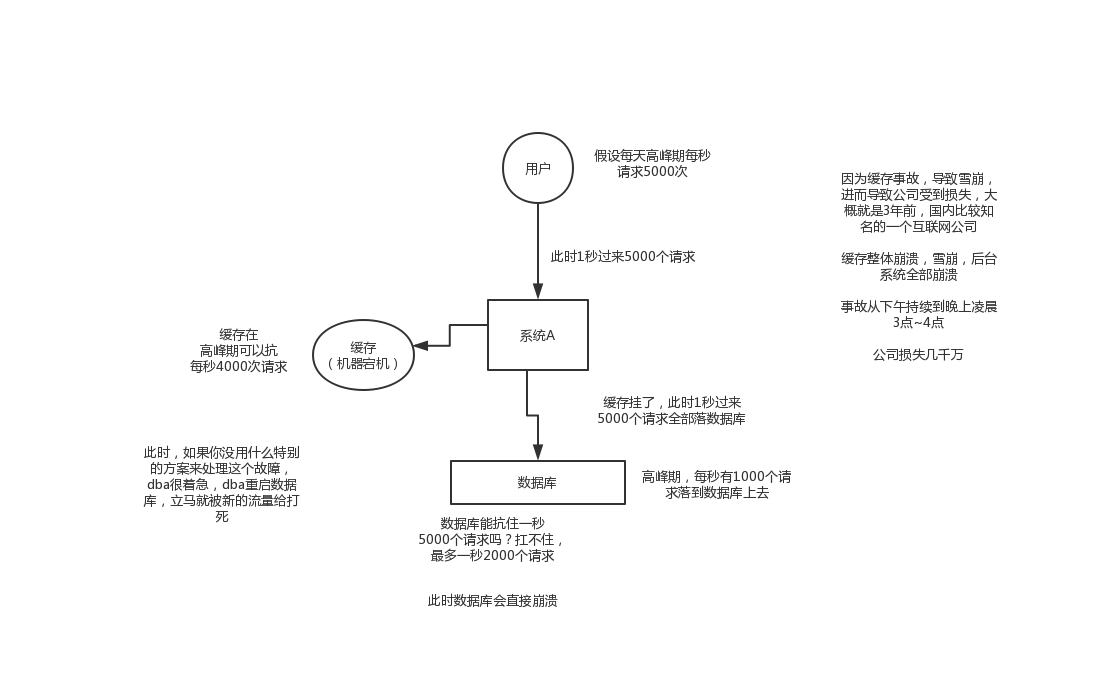 用户
假设每天高峰期每秒
请求5000次
此时1秒过来5000个请求
因为缓存事故，导致雪崩，
进而导致公司受到损失，大
概就是3年前，国内比较知
名的一个互联网公司
缓存整体崩溃，雪崩，后台
系统全部崩溃
事故从下午持续到晚上凌晨
3点~4点
公司损失几千万
系统A
缓存
（机器宕机）
缓存在
高峰期可以抗
每秒4000次请求
缓存挂了，此时1秒过来
5000个请求全部落数据库
此时，如果你没用什么特别
的方案来处理这个故障，
dba很着急，dba重启数据
库，立马就被新的流量给打
死
数据库
高峰期，每秒有1000个请
求落到数据库上去
数据库能抗住一秒
5000个请求吗？扛不住，
最多一秒2000个请求
此时数据库会直接崩溃